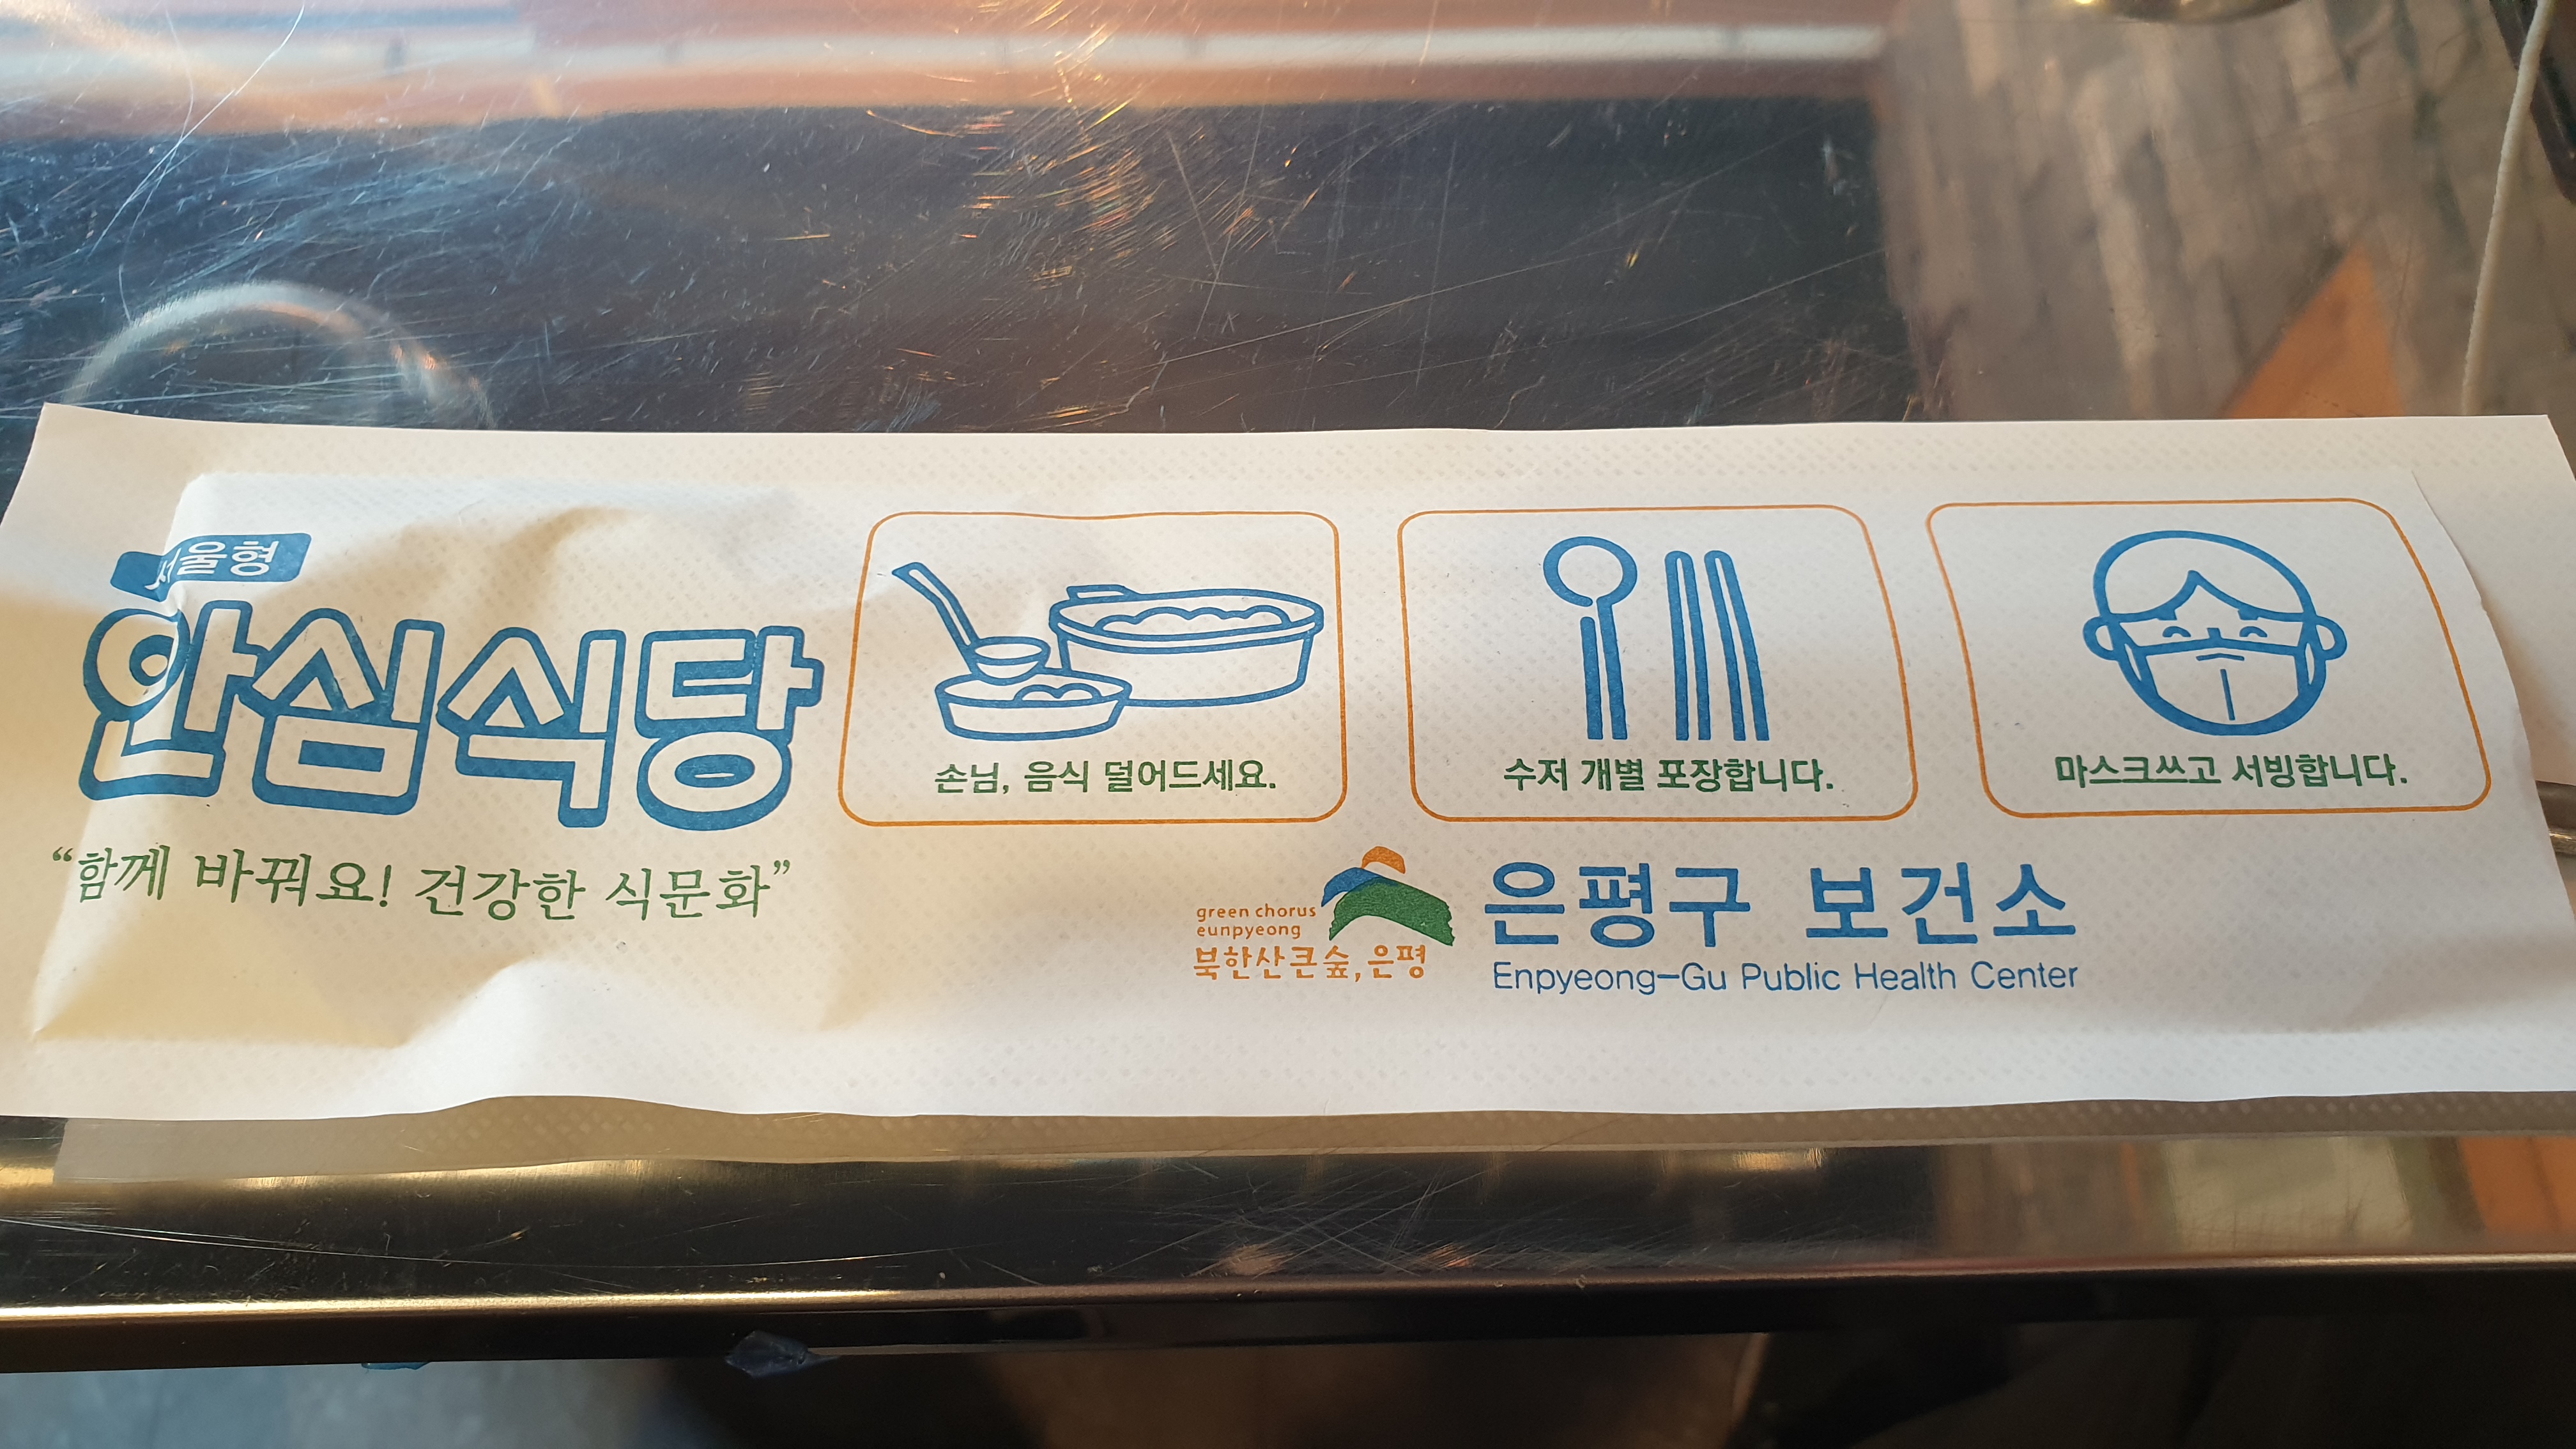 서울형
안심식당
“함께 바꿔요! 건강한 식문화”
손님, 음식 덜어드세요.
수저 개별 포장합니다.
마스크쓰고 서빙합니다.
green chorus
eunpyeong
북한산큰숲,은평
은평구 보건소
Enpyeong-Gu Public Health Center